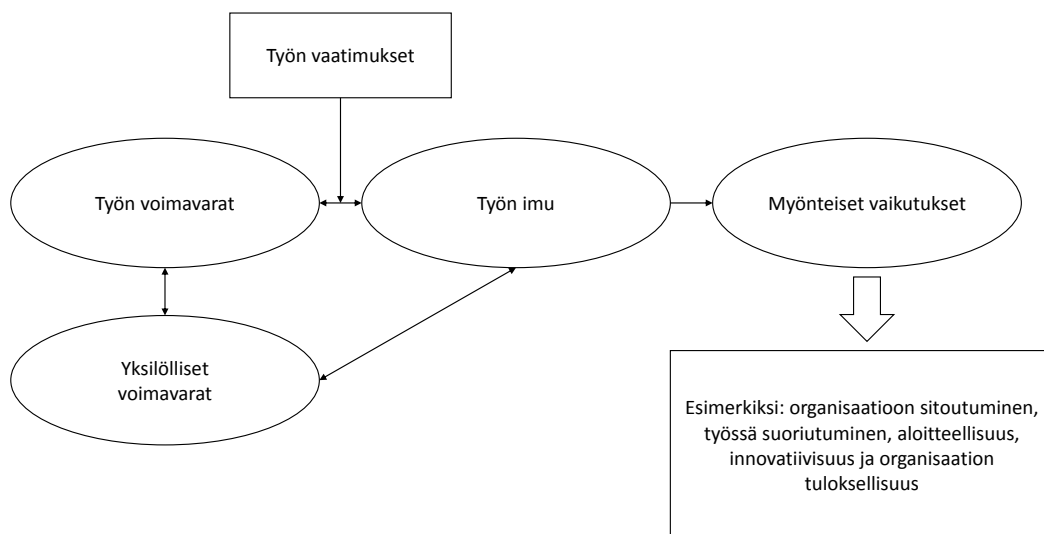 Työn vaatimukset
Työn voimavarat
Työn imu
Myönteiset vaikutukset
Yksilölliset
voimavarat
Esimerkiksi: organisaatioon sitoutuminen,
työssä suoriutuminen, aloitteellisuus,
innovatiivisuus ja organisaation
tuloksellisuus